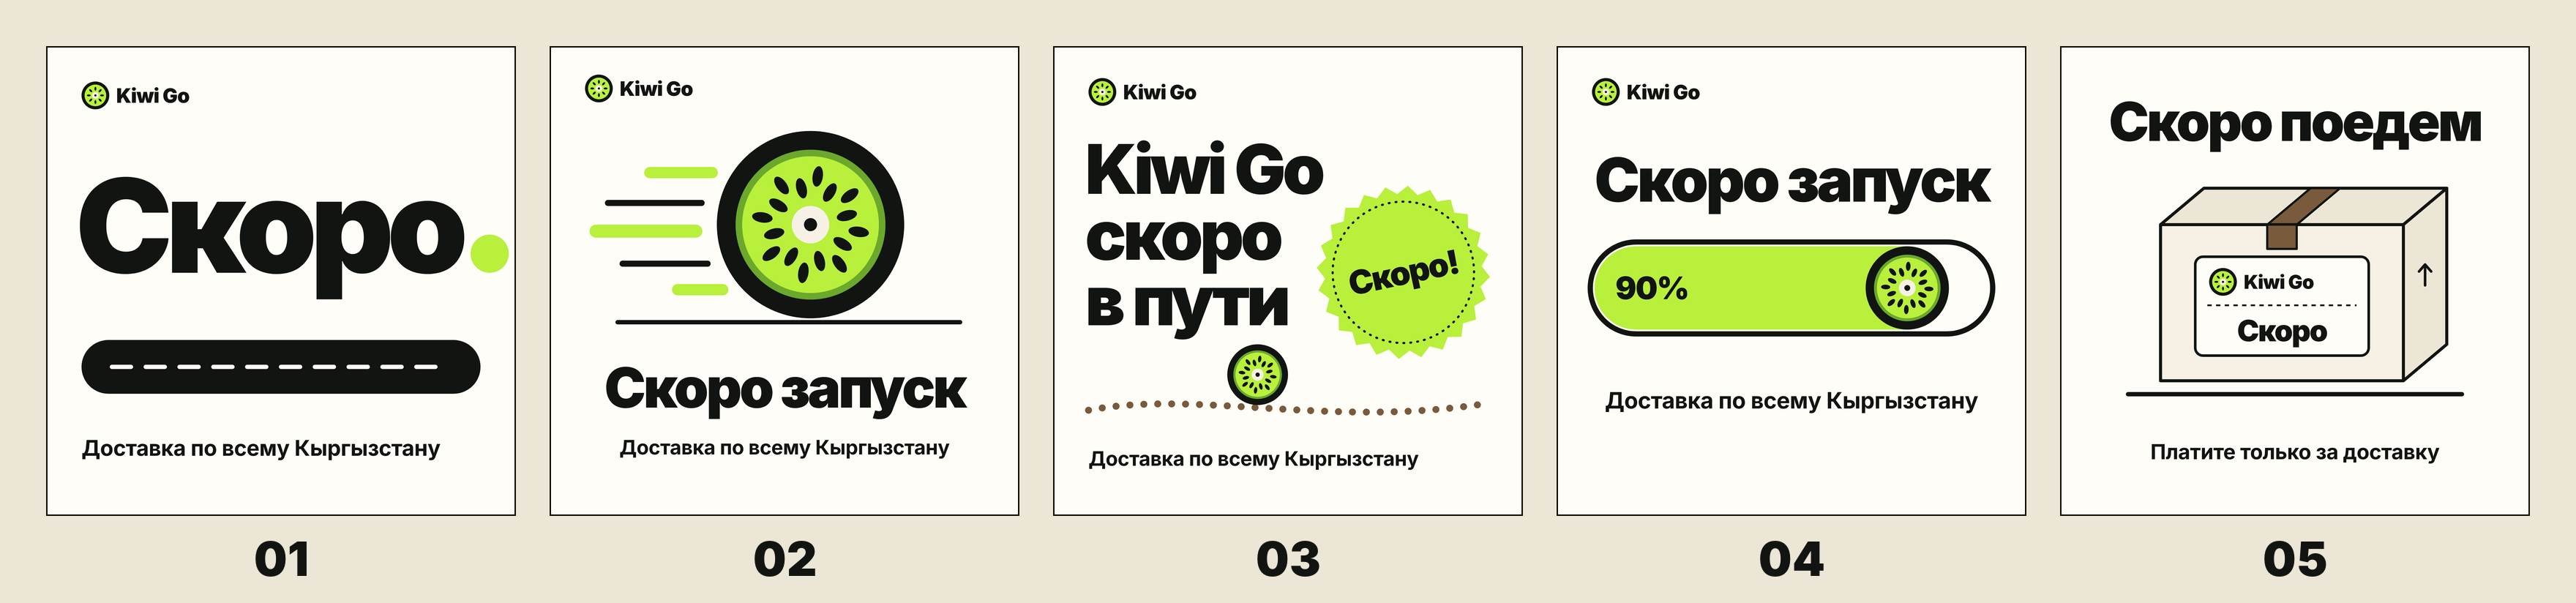 Kiwi Go
Скоро.
Доставка по всему Кыргызстану
01
Kiwi Go
Скоро запуск
Доставка по всему Кыргызстану
02
Kiwi Go
Kiwi Go
скоро
в пути
Скоро!
Доставка по всему Кыргызстану
03
Kiwi Go
Скоро запуск
90%
Доставка по всему Кыргызстану
04
Скоро поедем
Kiwi Go
Скоро
Платите только за доставку
05